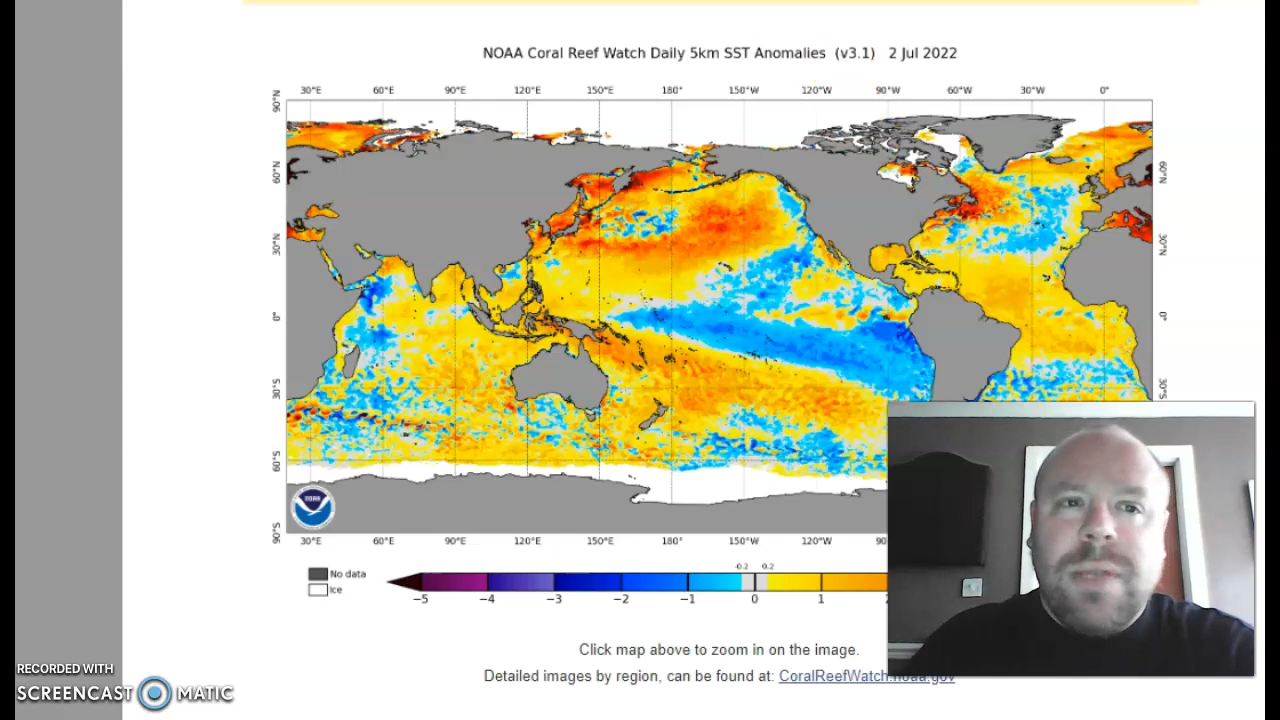 NOAA Coral Reef Watch Daily 5km SST Anomalies (v3.1) 2 Jul 2022
30°E 60°E 90°E 120°E 150°E 180° 150°W 120°W 90°W 60°W 30°W 0°
90°N
60°N 60°N
30°N 30°N
0° 0°
30°S 30°S
60°S
90°S
NOAA
30°E 60°E 90°E 120°E 150°E 180° 150°W 120°W
-0.2 0.2
No data
Ice
−5 −4 −3 −2 −1 0 1
Click map above to zoom in on the image.
Detailed images by region, can be found at: CoralReefWatch.noaa.gov
RECORDED WITH
SCREENCAST MATIC